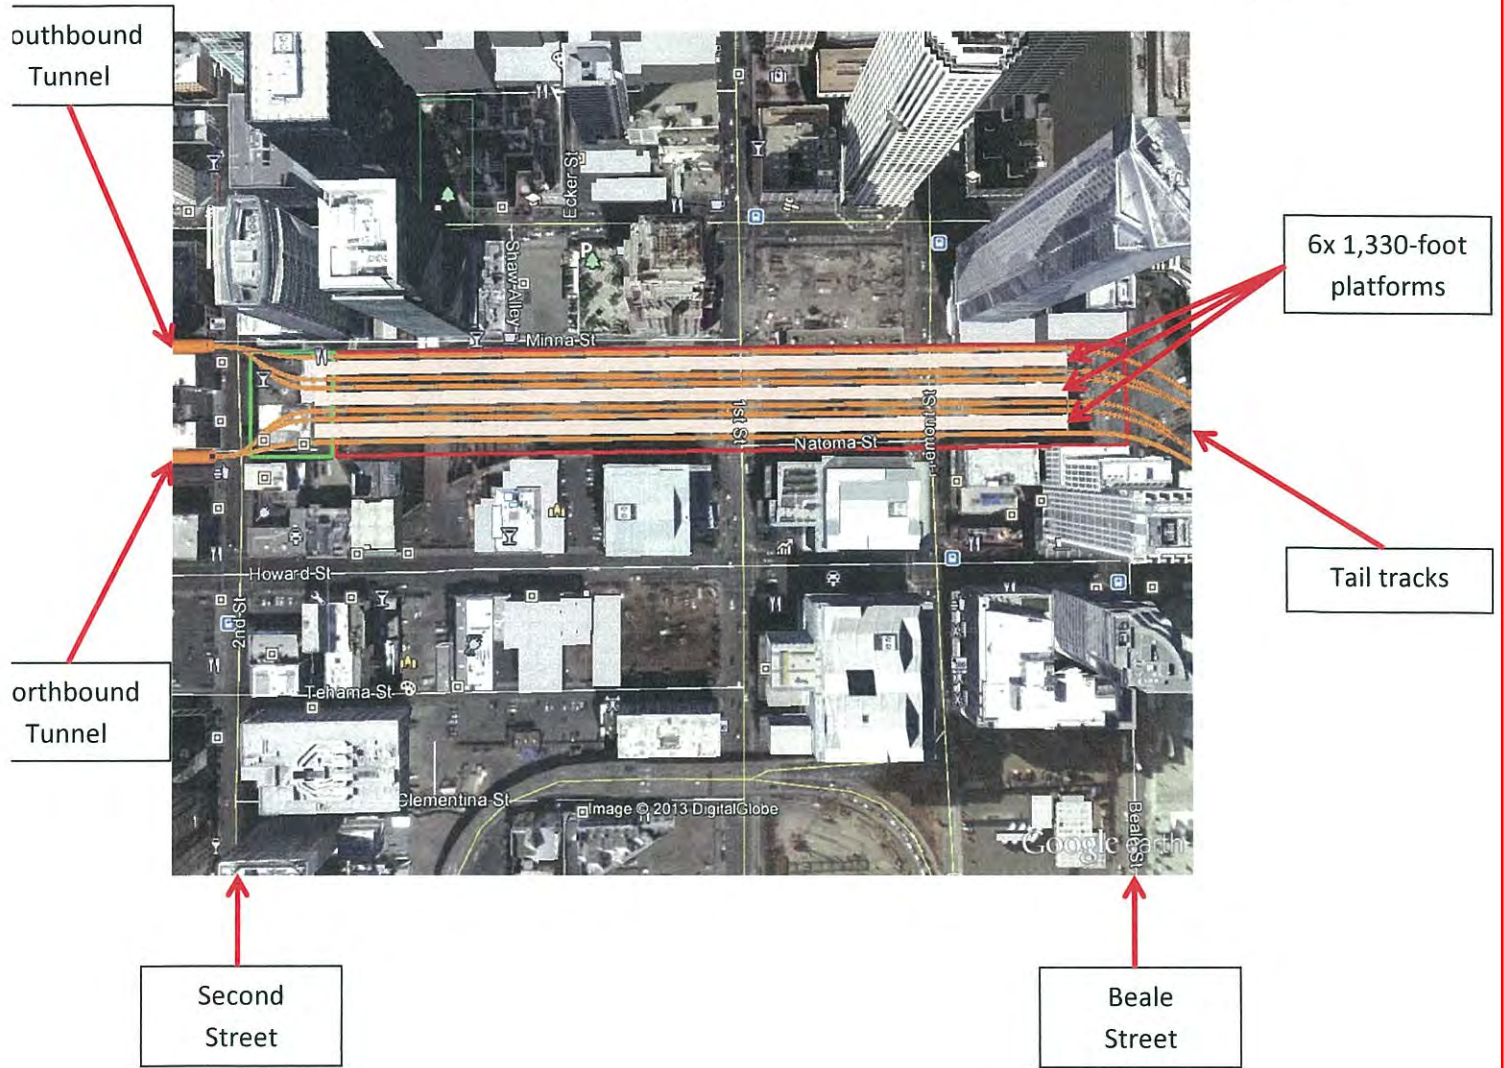 outhbound
Tunnel
6x 1,330-foot
platforms
Ecker St
Shaw Alley
P
Minna St
1st St
Natoma St
Fremont St
Howard St
2nd St
Tehama St
Tail tracks
orthbound
Tunnel
Clementina St
Image © 2013 DigitalGlobe
Google earth
Beale St
Second
Street
Beale
Street